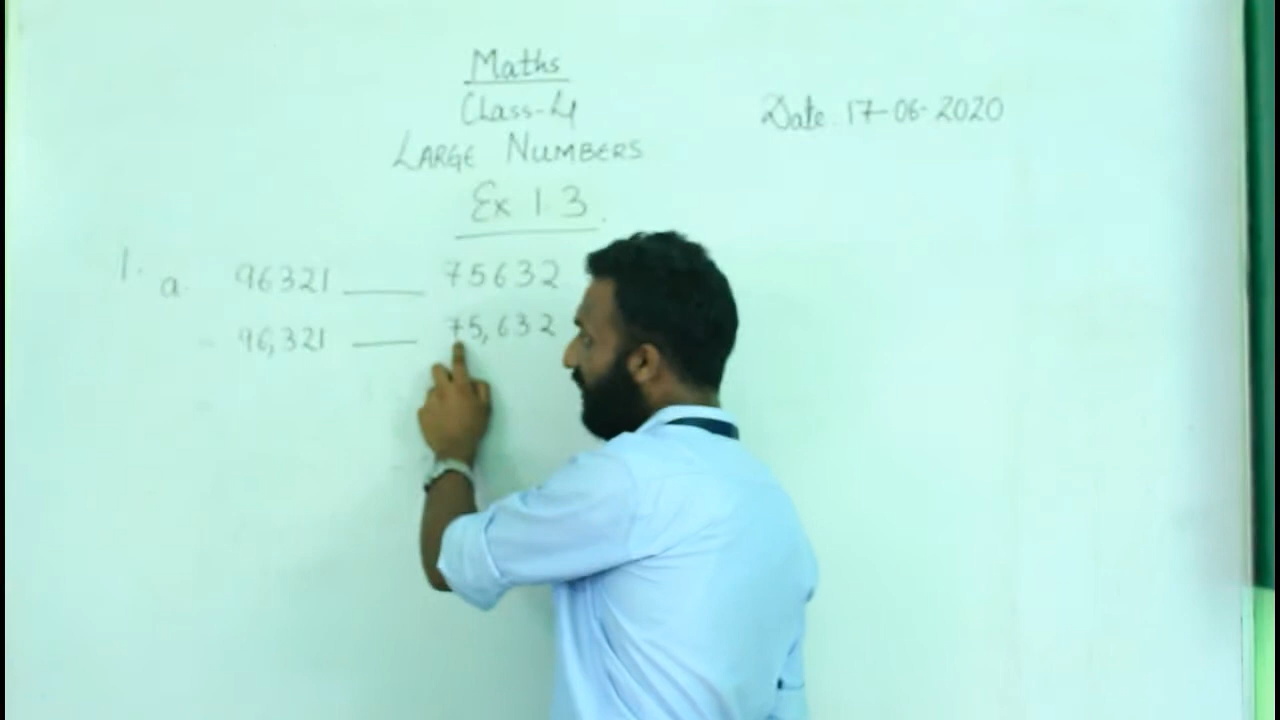 Maths
Class-4
Date. 17-06-2020
LARGE NUMBERS
Ex 1.3.
1. a. 96321 ____ 75632
- 96,321 ____ 75,632